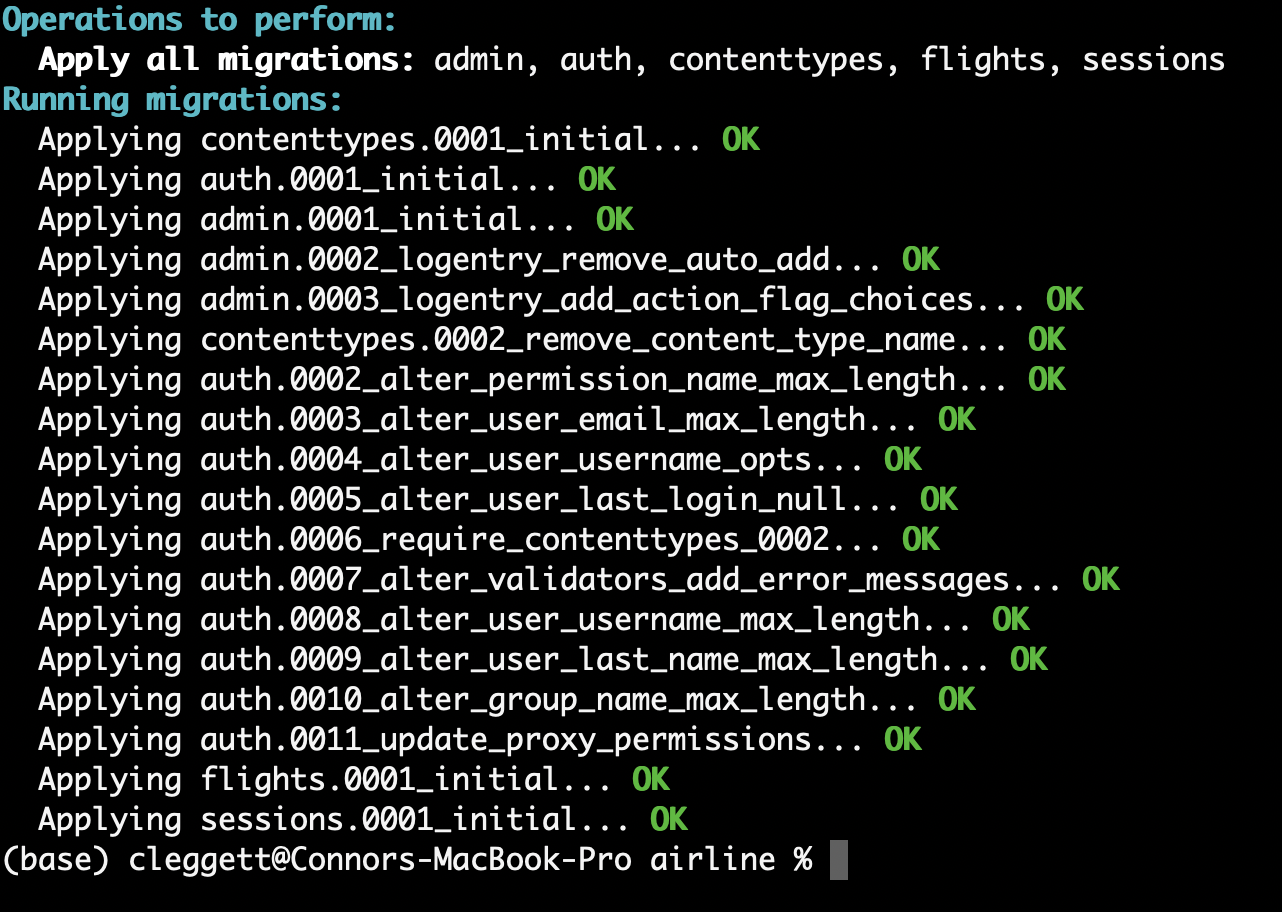 Operations to perform:
Apply all migrations: admin, auth, contenttypes, flights, sessions
Running migrations:
Applying contenttypes.0001_initial... OK
Applying auth.0001_initial... OK
Applying admin.0001_initial... OK
Applying admin.0002_logentry_remove_auto_add... OK
Applying admin.0003_logentry_add_action_flag_choices... OK
Applying contenttypes.0002_remove_content_type_name... OK
Applying auth.0002_alter_permission_name_max_length... OK
Applying auth.0003_alter_user_email_max_length... OK
Applying auth.0004_alter_user_username_opts... OK
Applying auth.0005_alter_user_last_login_null... OK
Applying auth.0006_require_contenttypes_0002... OK
Applying auth.0007_alter_validators_add_error_messages... OK
Applying auth.0008_alter_user_username_max_length... OK
Applying auth.0009_alter_user_last_name_max_length... OK
Applying auth.0010_alter_group_name_max_length... OK
Applying auth.0011_update_proxy_permissions... OK
Applying flights.0001_initial... OK
Applying sessions.0001_initial... OK
(base) cleggett@Connors-MacBook-Pro airline %